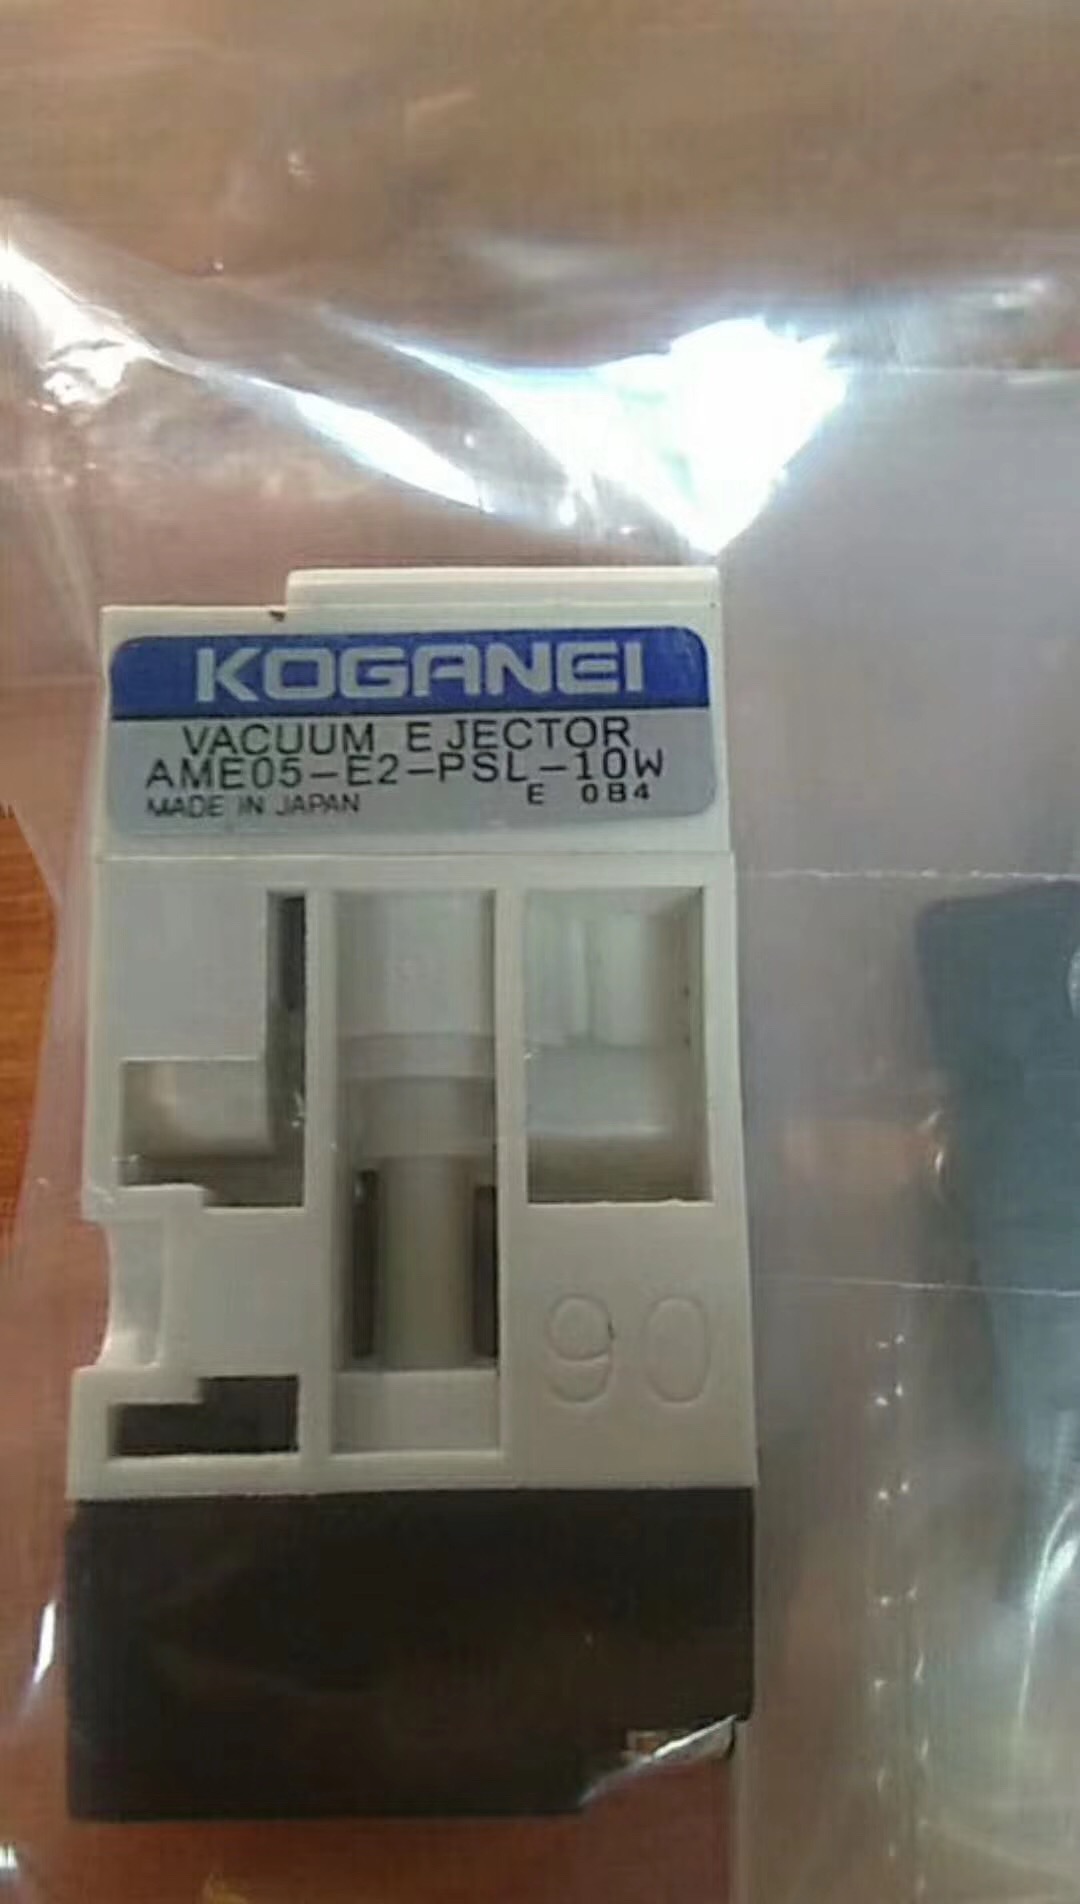 KOGANEI
VACUUM EJECTOR
AME05-E2-PSL-10W
MADE IN JAPAN E 0B4
90